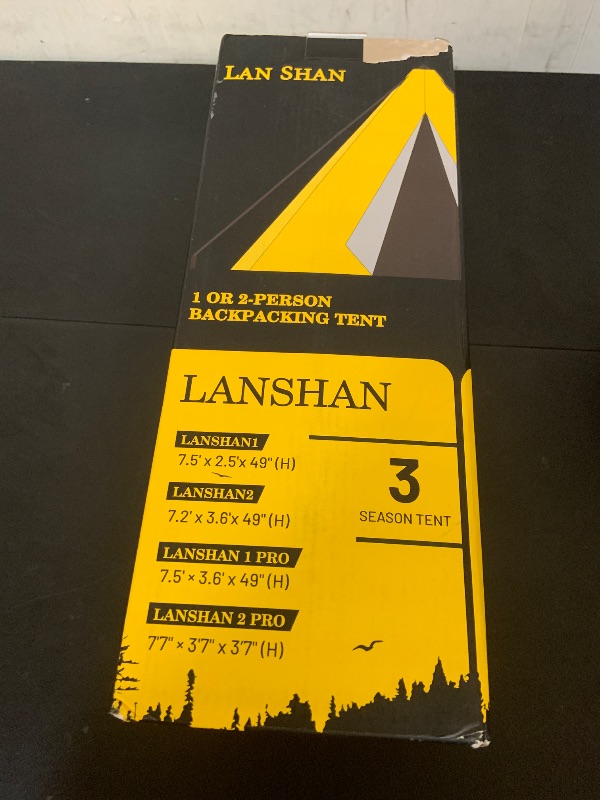 LAN SHAN
1 OR 2-PERSON
BACKPACKING TENT
LANSHAN
LANSHAN1
7.5' x 2.5'x 49" (H)
LANSHAN2
7.2' x 3.6'x 49" (H)
LANSHAN 1 PRO
7.5' × 3.6' x 49" (H)
LANSHAN 2 PRO
7'7" × 3'7" x 3'7" (H)
3
SEASON TENT